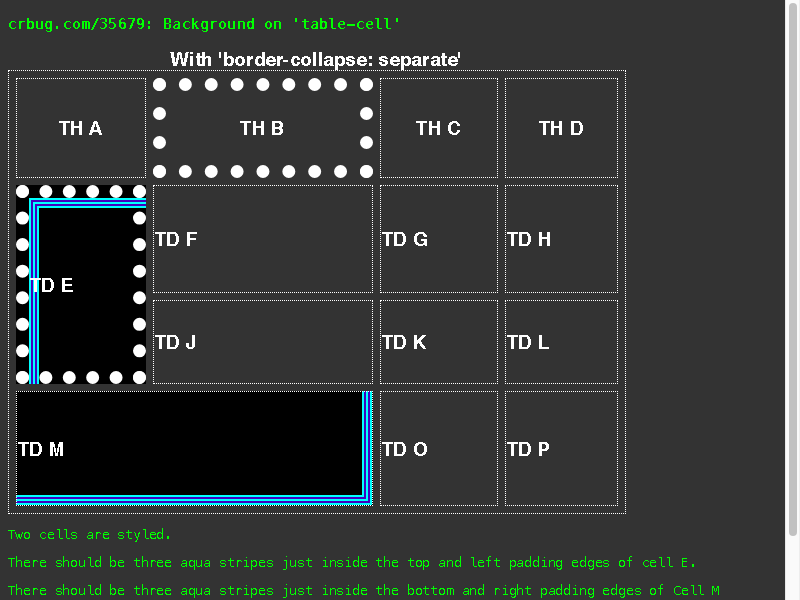 crbug.com/35679: Background on 'table-cell'
With 'border-collapse: separate'
TH A TH B TH C TH D
TD E
TD F TD G TD H
TD J TD K TD L
TD M TD O TD P
Two cells are styled.
There should be three aqua stripes just inside the top and left padding edges of cell E.
There should be three aqua stripes just inside the bottom and right padding edges of Cell M